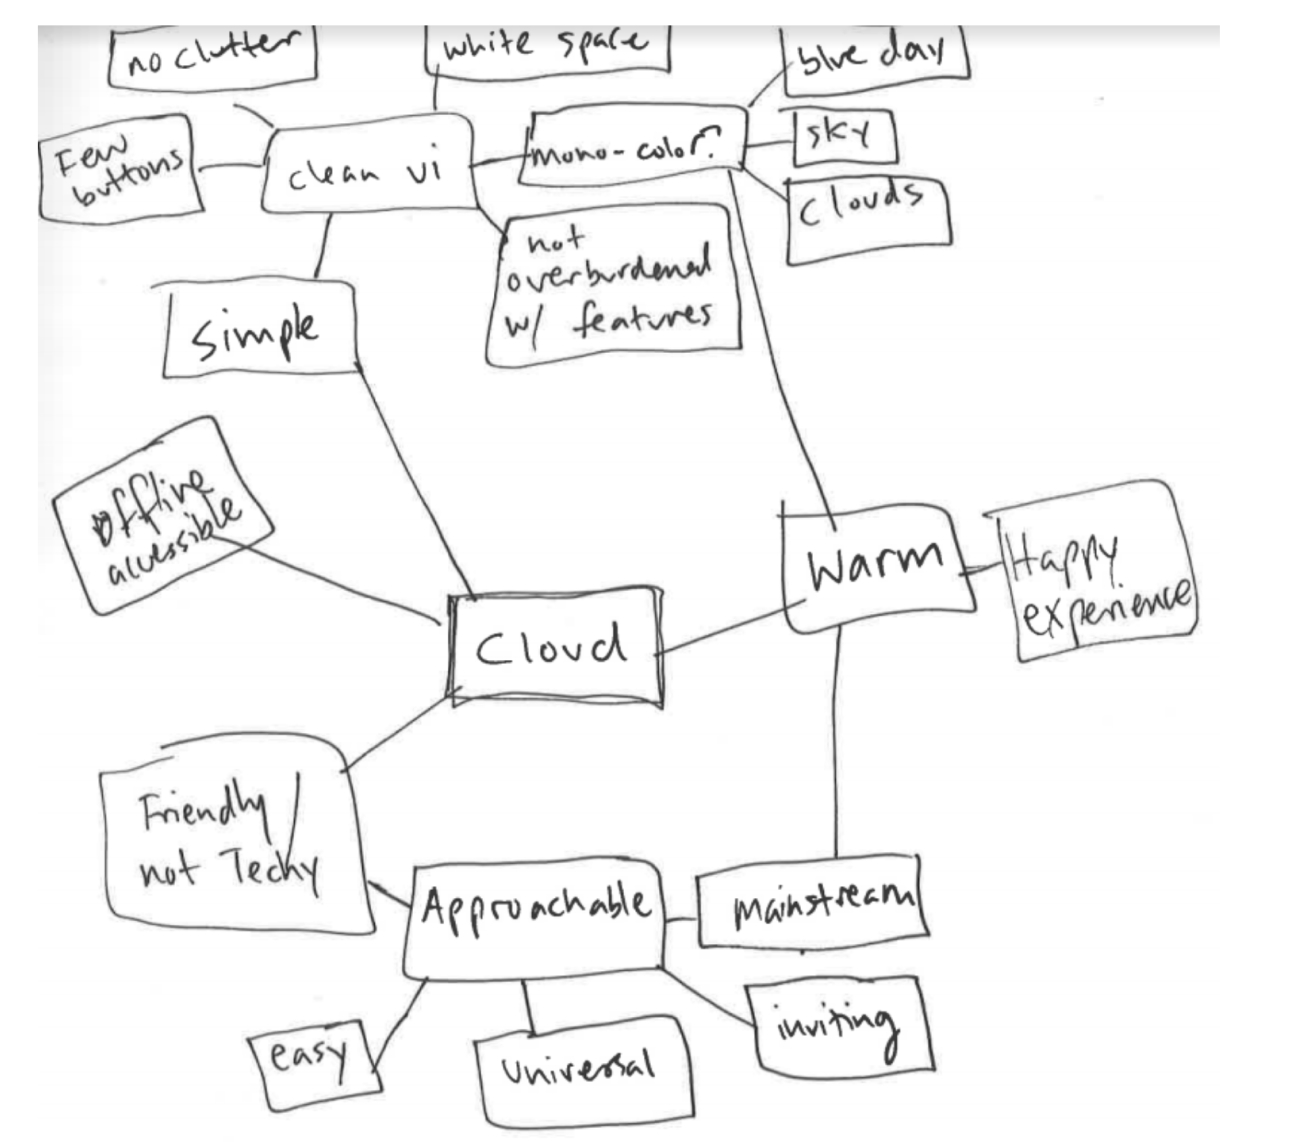 no clutter
white space
blue day
Few
buttons
clean ui
mono-color?
sky
clouds
not
overburdened
w/ features
simple
offline
accessible
Warm
Happy
experience
Cloud
Friendly/
not Techy
Approachable
mainstream
easy
universal
inviting